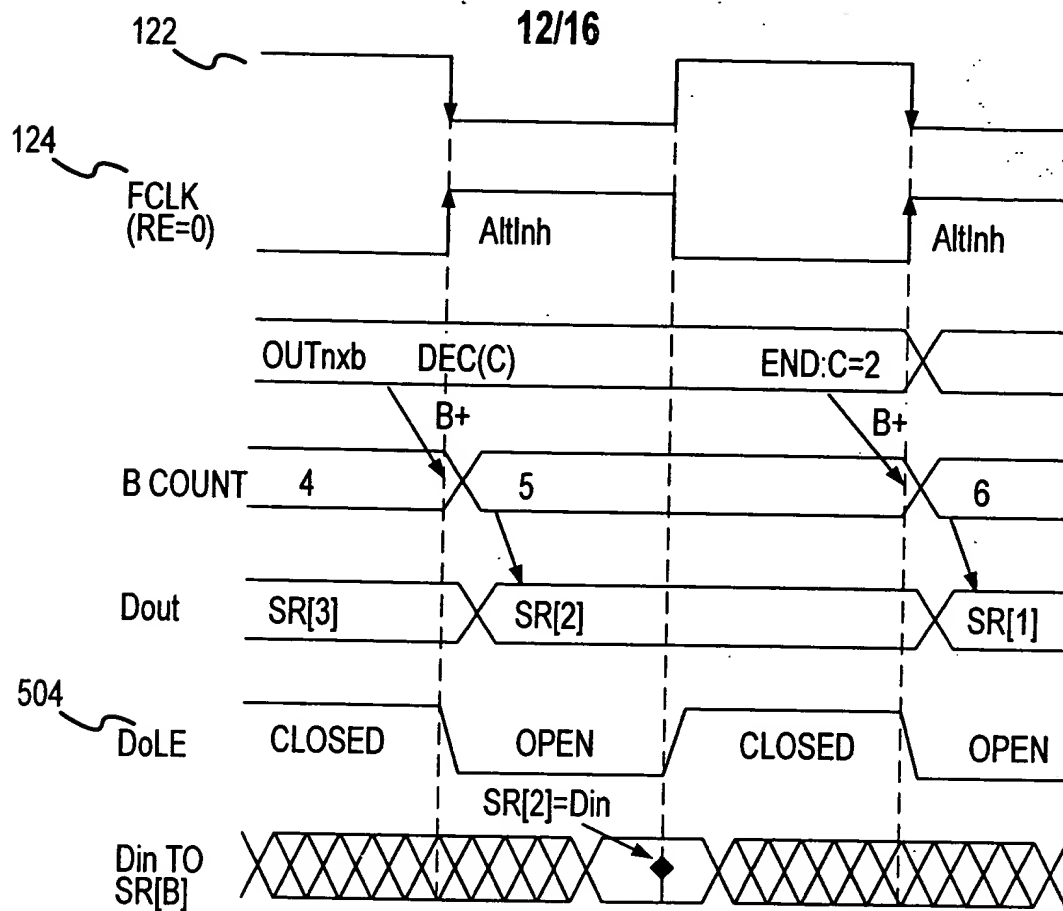 12/16
122
124
FCLK
(RE=0)
AltInh
AltInh
OUTnxb DEC(C) END:C=2
B+
B+
B COUNT 4 5 6
Dout SR[3] SR[2] SR[1]
504
DoLE CLOSED OPEN CLOSED OPEN
SR[2]=Din
Din TO
SR[B]